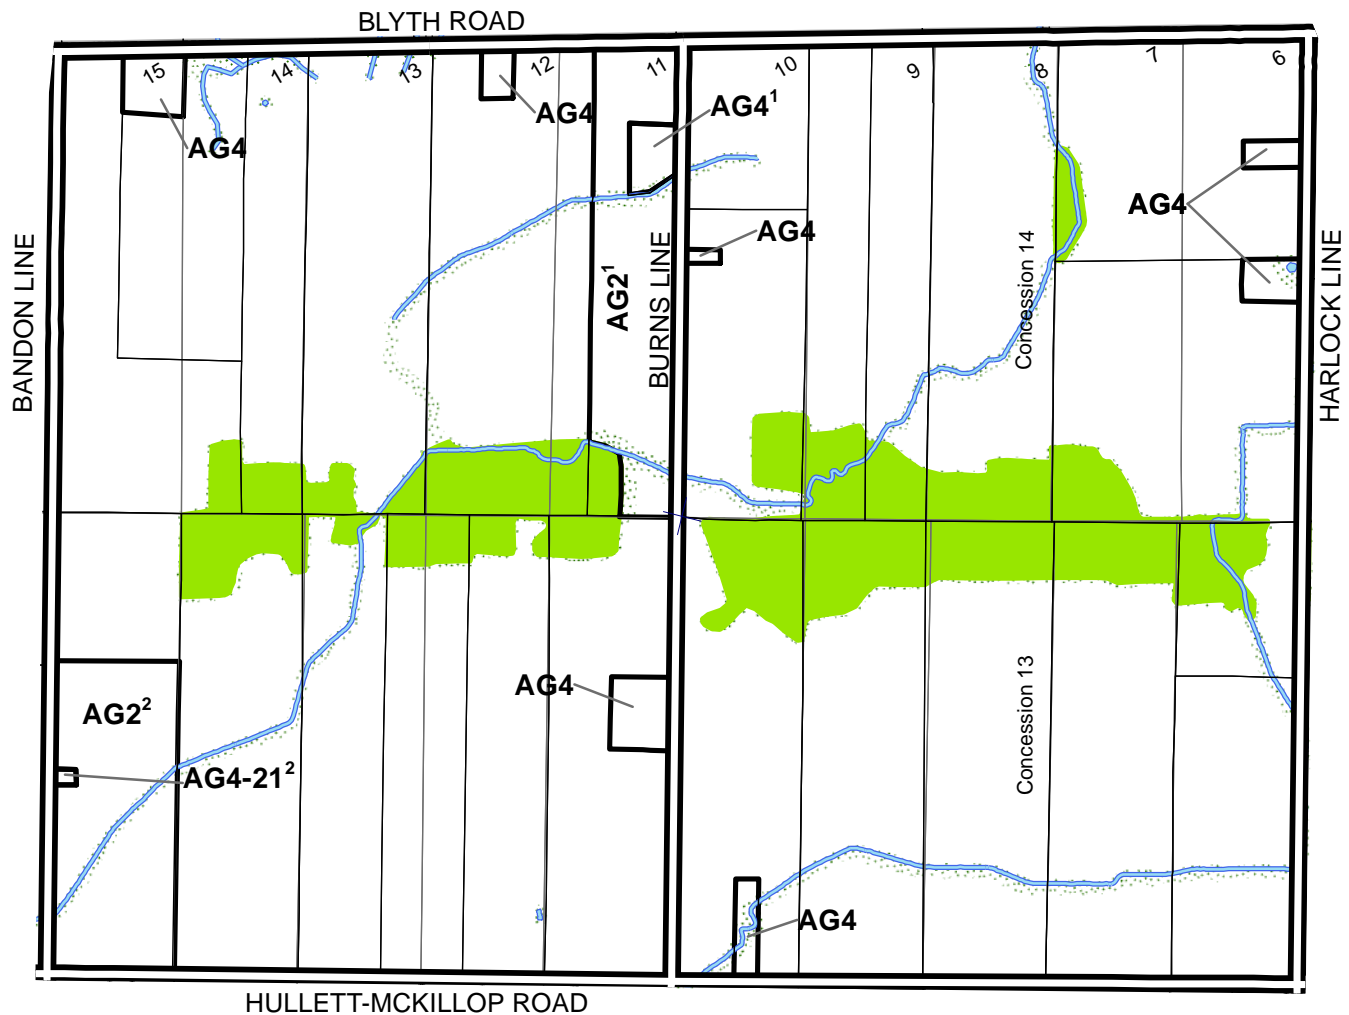 BLYTH ROAD
15
14
13
12
11
10
9
8
7
6
AG4
AG4
AG4¹
AG4
AG4
BANDON LINE
AG2¹
BURNS LINE
Concession 14
HARLOCK LINE
AG2²
AG4-21²
AG4
Concession 13
AG4
HULLETT-MCKILLOP ROAD